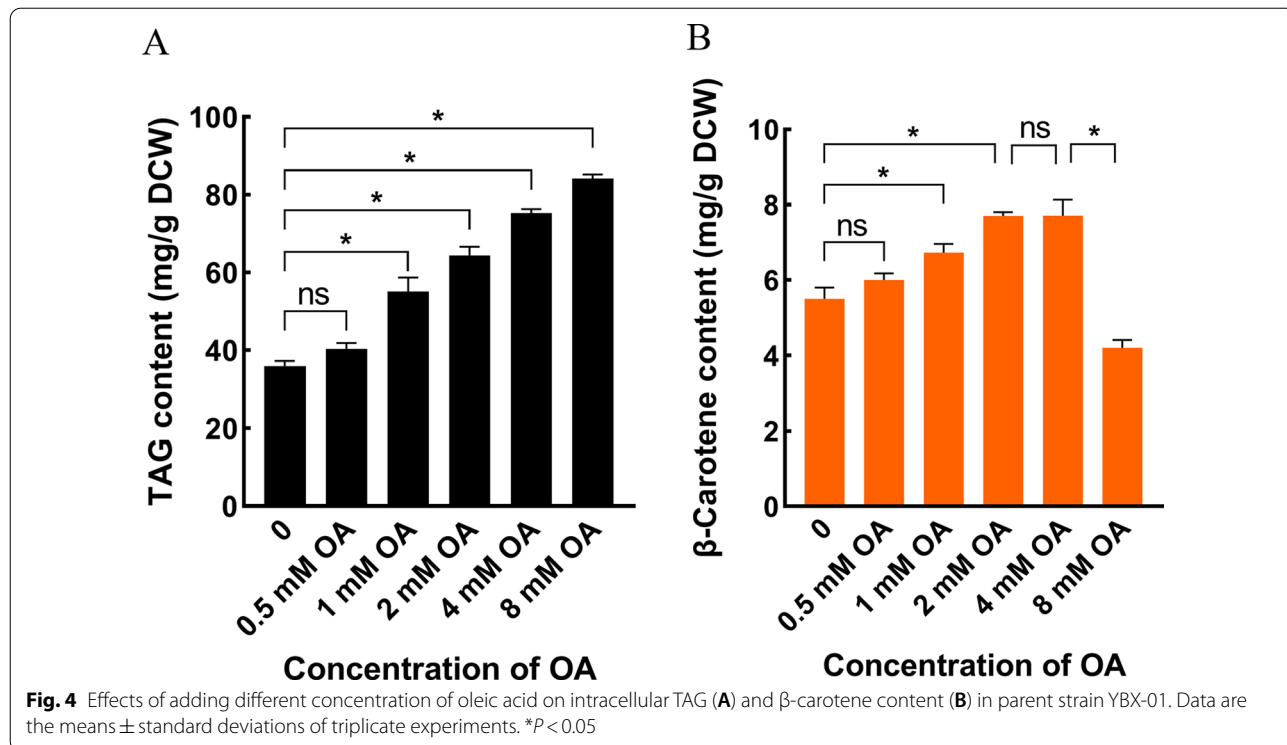 A
TAG content (mg/g DCW)
100
80
60
40
20
0
*
*
*
*
ns
0
0.5 mM OA
1 mM OA
2 mM OA
4 mM OA
8 mM OA
Concentration of OA
B
β-Carotene content (mg/g DCW)
10
8
6
4
2
0
ns
*
*
*
ns
0
0.5 mM OA
1 mM OA
2 mM OA
4 mM OA
8 mM OA
Concentration of OA
Fig. 4 Effects of adding different concentration of oleic acid on intracellular TAG (A) and β-carotene content (B) in parent strain YBX-01. Data are
the means ± standard deviations of triplicate experiments. *P < 0.05